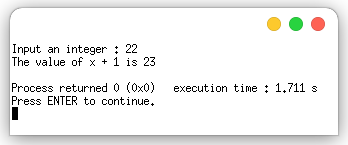 Input an integer : 22
The value of x + 1 is 23
Process returned 0 (0x0)   execution time : 1.711 s
Press ENTER to continue.